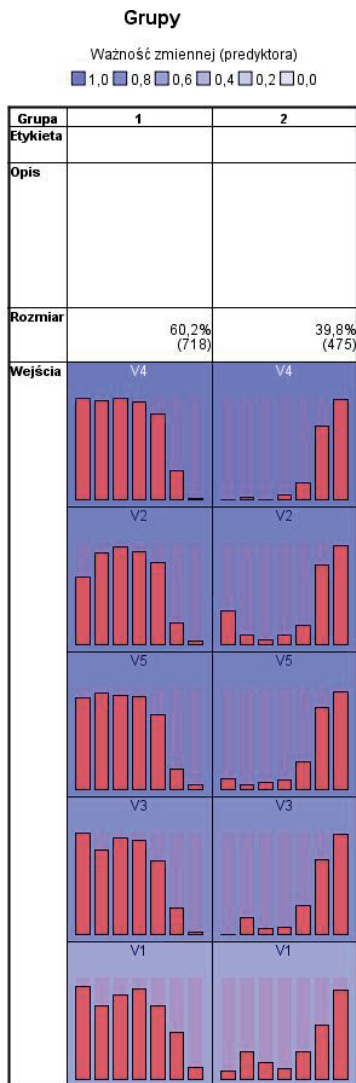 Grupy
Ważność zmiennej (predyktora)
1,0 0,8 0,6 0,4 0,2 0,0
Grupa 1 2
Etykieta
Opis
Rozmiar 60,2% 39,8%
(718) (475)
Wejścia V4 V4
V2 V2
V5 V5
V3 V3
V1 V1